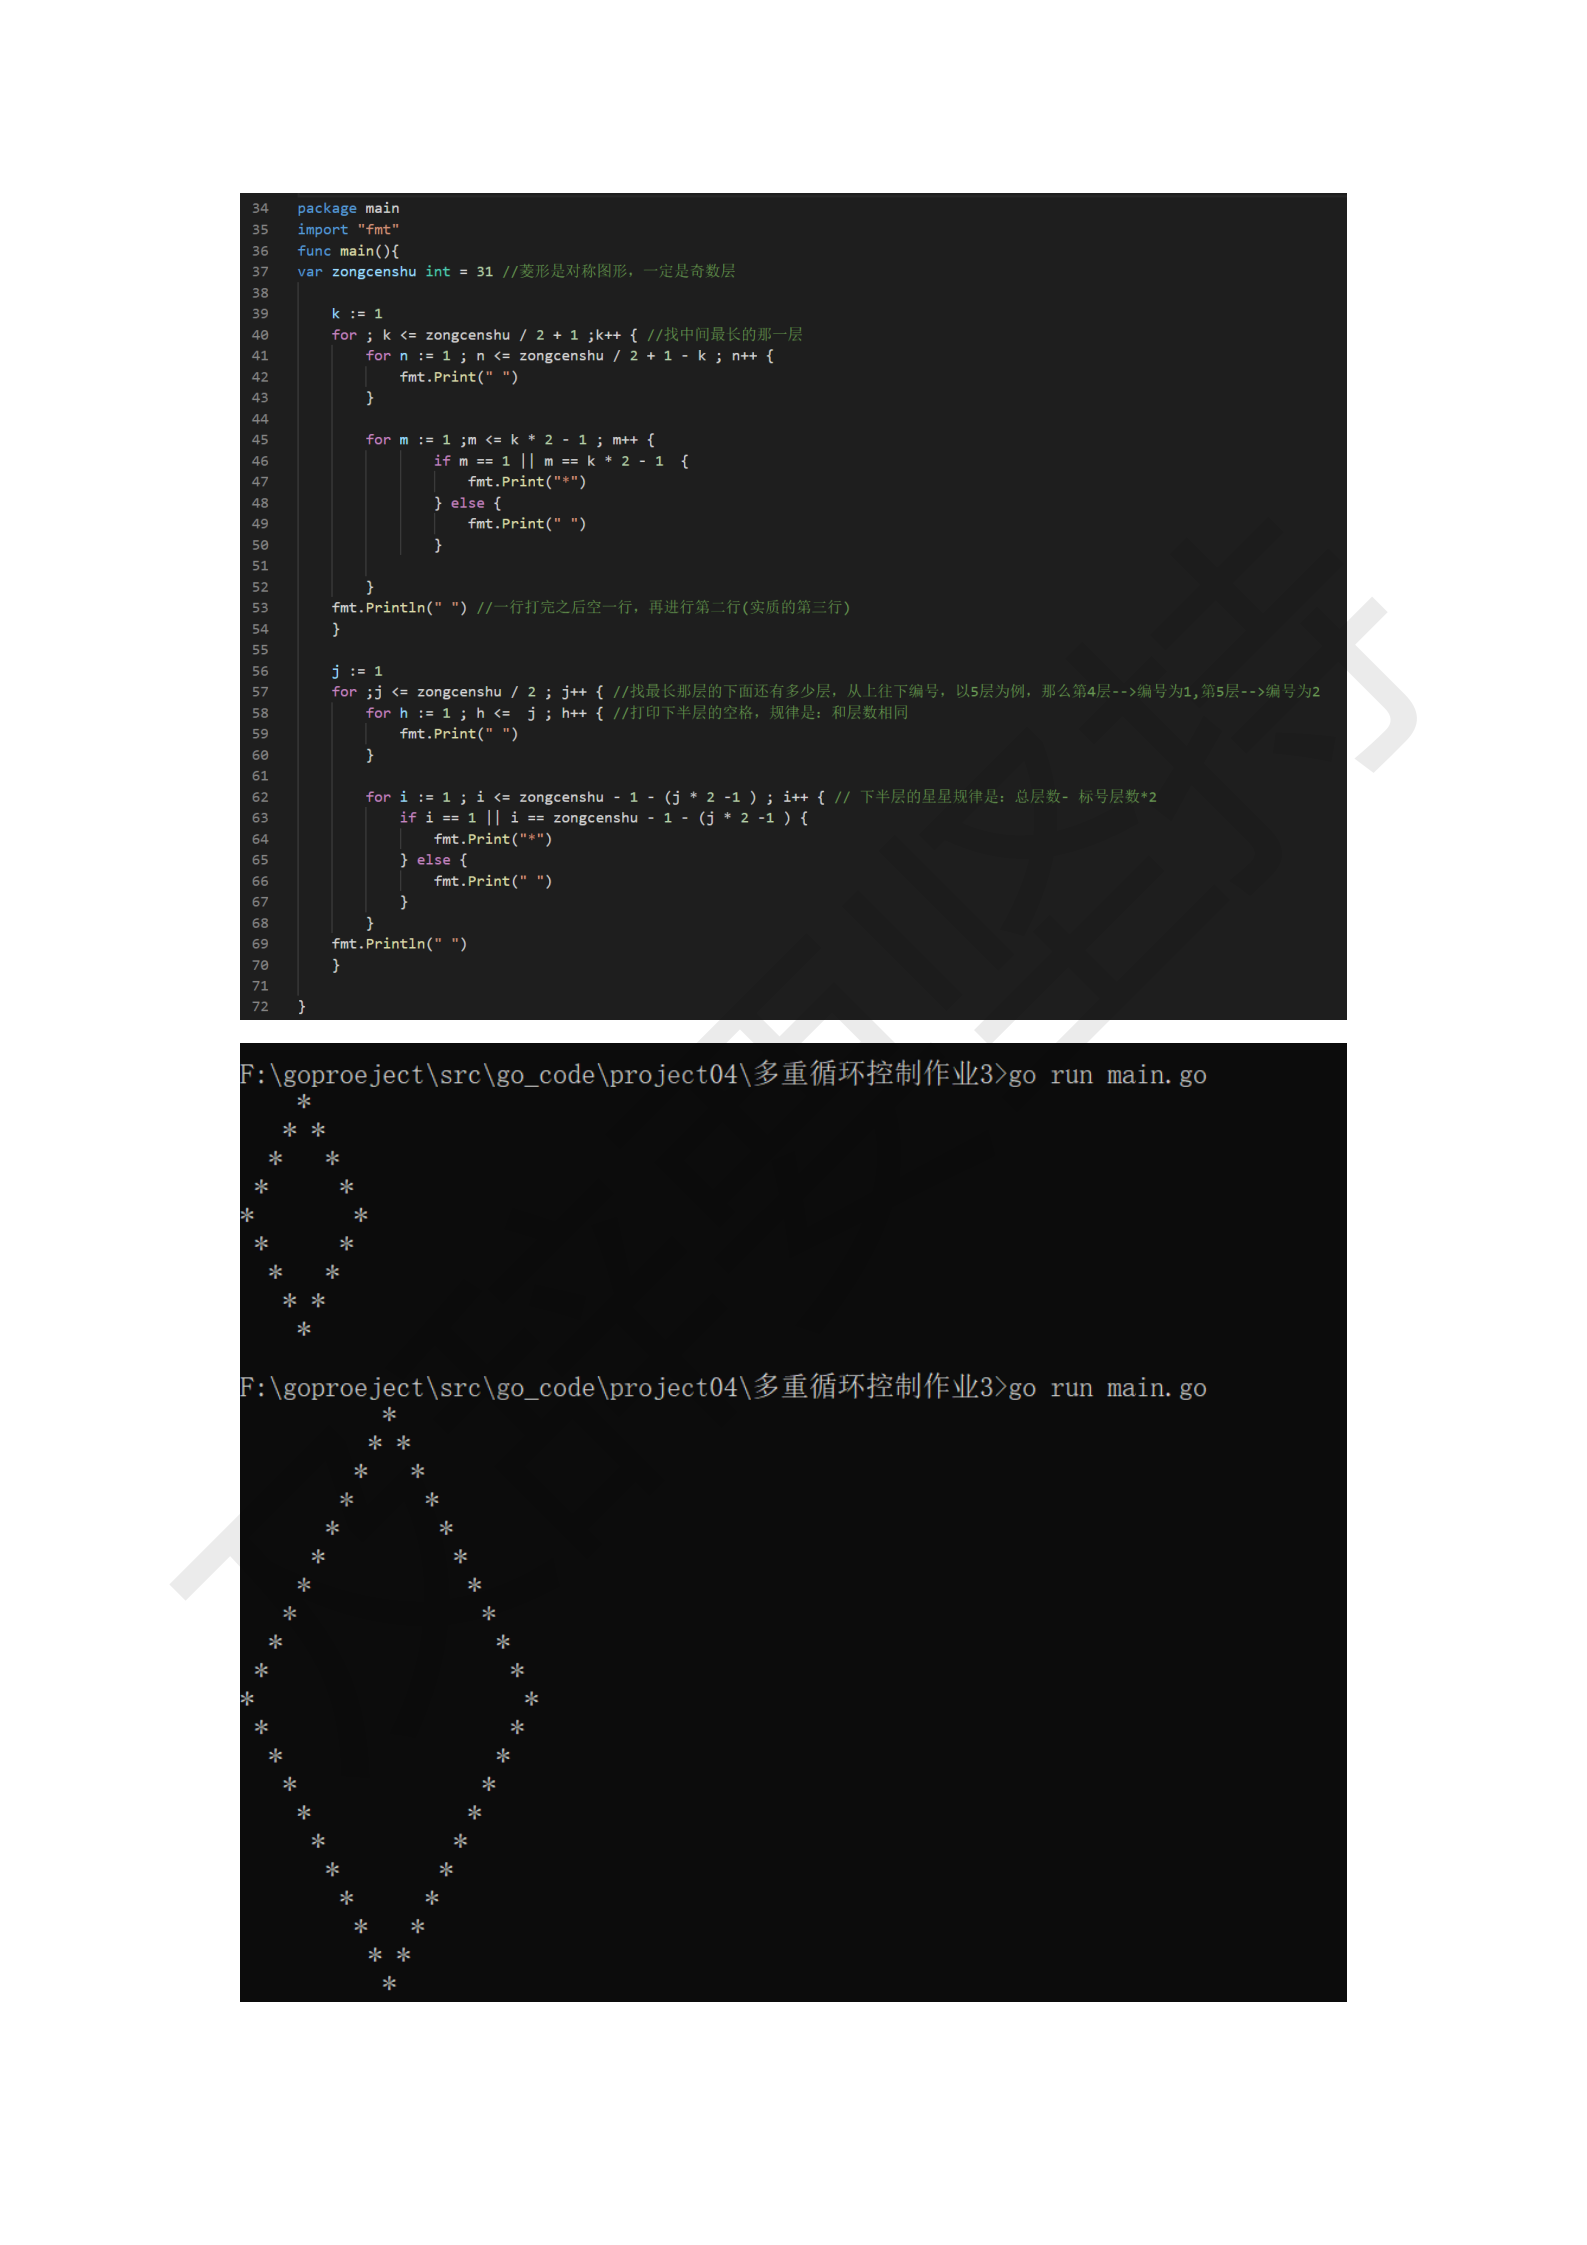 34 package main
35 import "fmt"
36 func main(){
37 var zongcenshu int = 31 //菱形是对称图形，一定是奇数层
38
39 k := 1
40 for ; k <= zongcenshu / 2 + 1 ;k++ { //找中间最长的那一层
41 for n := 1 ; n <= zongcenshu / 2 + 1 - k ; n++ {
42 fmt.Print(" ")
43 }
44
45 for m := 1 ;m <= k * 2 - 1 ; m++ {
46 if m == 1 || m == k * 2 - 1  {
47 fmt.Print("*")
48 } else {
49 fmt.Print(" ")
50 }
51
52 }
53 fmt.Println(" ") //一行打完之后空一行，再进行第二行(实质的第三行)
54 }
55
56 j := 1
57 for ;j <= zongcenshu / 2 ; j++ { //找最长那层的下面还有多少层，从上往下编号，以5层为例，那么第4层-->编号为1,第5层-->编号为2
58 for h := 1 ; h <=  j ; h++ { //打印下半层的空格，规律是：和层数相同
59 fmt.Print(" ")
60 }
61
62 for i := 1 ; i <= zongcenshu - 1 - (j * 2 -1 ) ; i++ { // 下半层的星星规律是：总层数- 标号层数*2
63 if i == 1 || i == zongcenshu - 1 - (j * 2 -1 ) {
64 fmt.Print("*")
65 } else {
66 fmt.Print(" ")
67 }
68 }
69 fmt.Println(" ")
70 }
71
72 }
F:\goproeject\src\go_code\project04\多重循环控制作业3>go run main.go
    *
   * *
  *   *
 *     *
*       *
 *     *
  *   *
   * *
    *
F:\goproeject\src\go_code\project04\多重循环控制作业3>go run main.go
          *
         * *
        *   *
       *     *
      *       *
     *         *
    *           *
   *             *
  *               *
 *                 *
*                   *
 *                 *
  *               *
   *             *
    *           *
     *         *
      *       *
       *     *
        *   *
         * *
          *